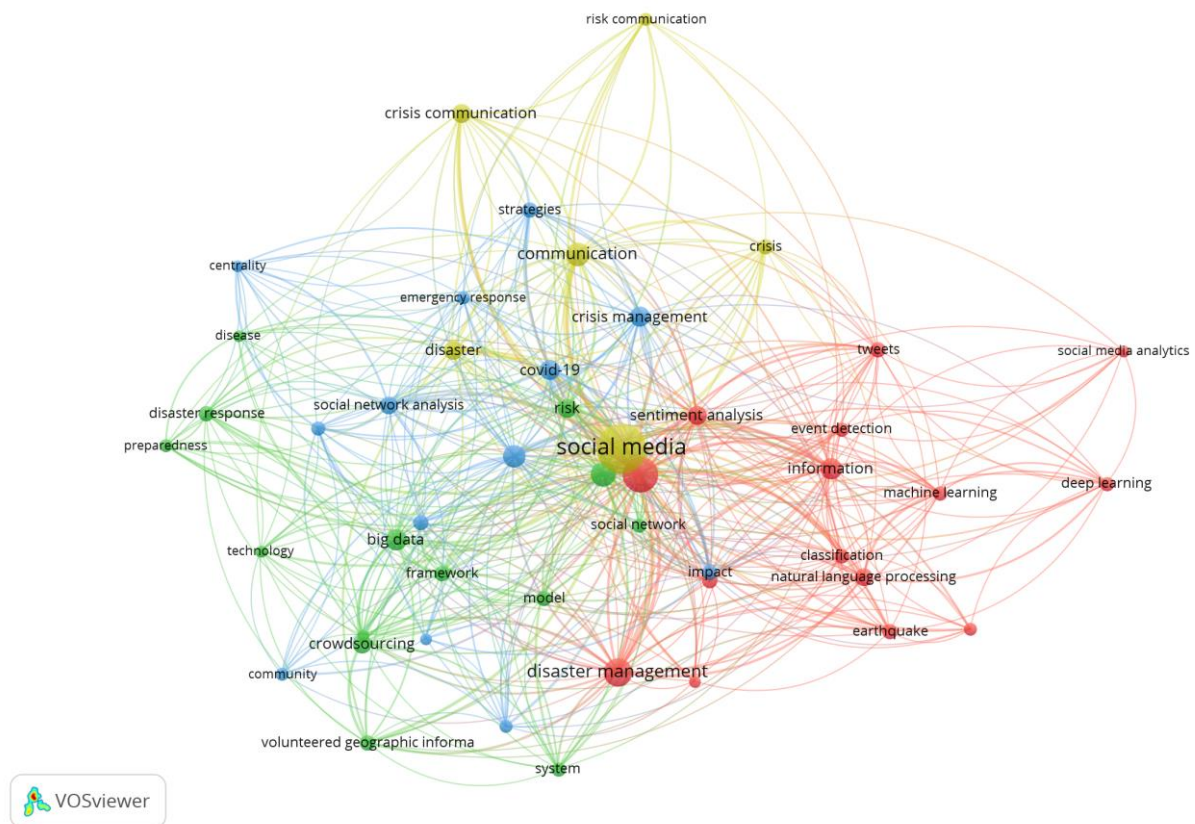 risk communication
crisis communication
strategies
communication
crisis
centrality
emergency response
crisis management
disease
disaster
tweets
social media analytics
covid-19
social network analysis
risk
disaster response
sentiment analysis
event detection
preparedness
social media
information
deep learning
machine learning
social network
big data
technology
classification
framework
impact
natural language processing
model
earthquake
crowdsourcing
community
disaster management
volunteered geographic informa
system
VOSviewer